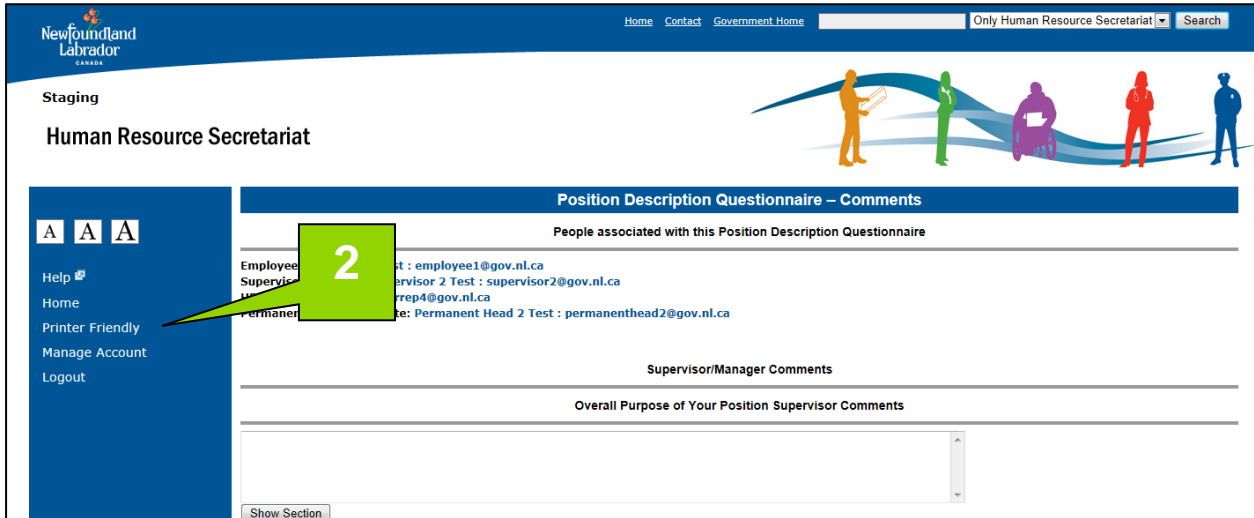 Newfoundland
Labrador
CANADA
Home Contact Government Home Only Human Resource Secretariat Search
Staging
Human Resource Secretariat
Position Description Questionnaire – Comments
People associated with this Position Description Questionnaire
A A A
2
Employee st : employee1@gov.nl.ca
ervisor 2 Test : supervisor2@gov.nl.ca
rrep4@gov.nl.ca
te: Permanent Head 2 Test : permanenthead2@gov.nl.ca
Help
Home
Printer Friendly
Manage Account
Logout
Supervisor/Manager Comments
Overall Purpose of Your Position Supervisor Comments
Show Section